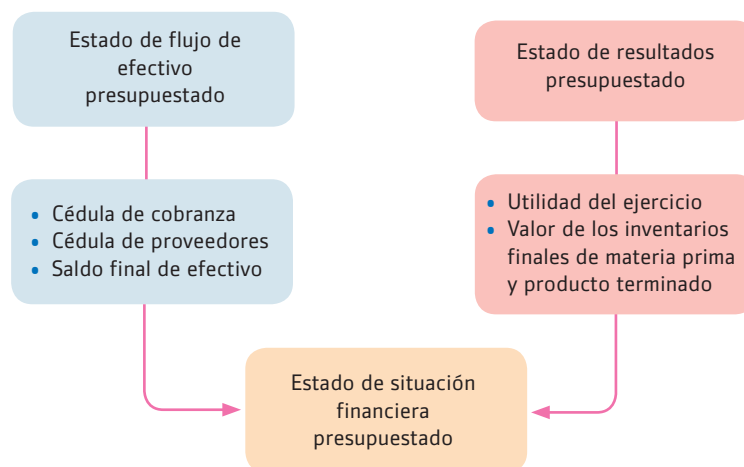 Estado de flujo de
efectivo
presupuestado
Estado de resultados
presupuestado
• Cédula de cobranza
• Cédula de proveedores
• Saldo final de efectivo
• Utilidad del ejercicio
• Valor de los inventarios
finales de materia prima
y producto terminado
Estado de situación
financiera
presupuestado